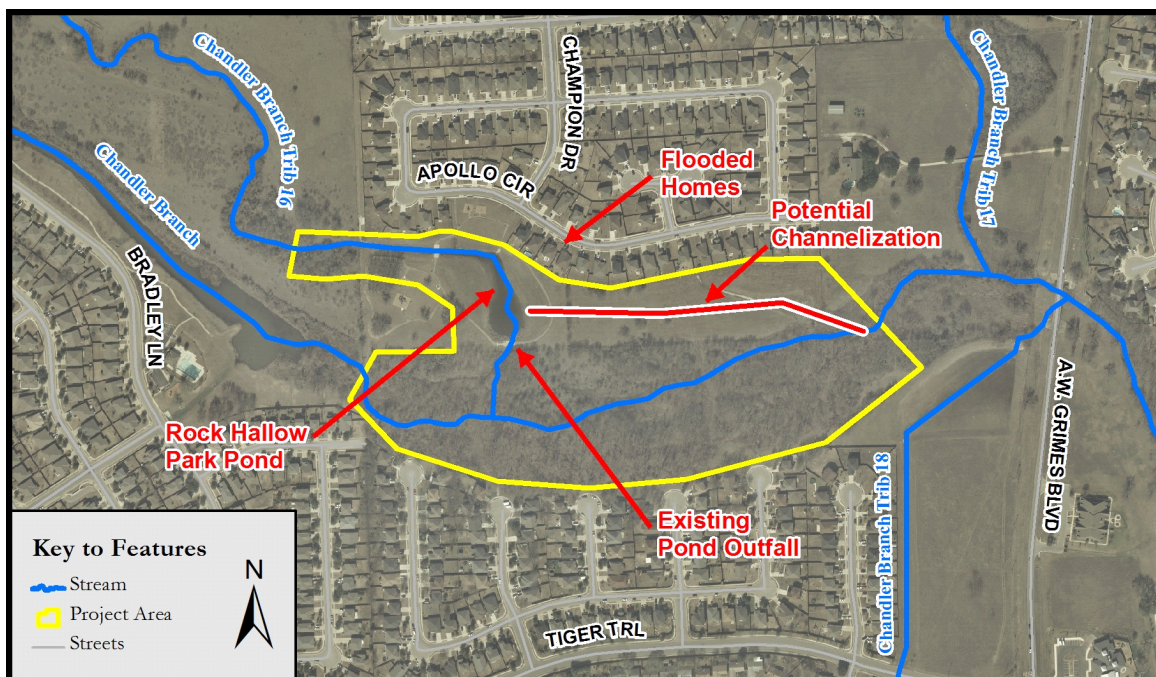 Chandler Branch Trib 16
Chandler Branch
BRADLEY LN
CHAMPION DR
APOLLO CIR
Flooded
Homes
Potential
Channelization
Chandler Branch Trib 17
A.W. GRIMES BLVD
Rock Hallow
Park Pond
Existing
Pond Outfall
Chandler Branch Trib 18
TIGER TRL
Key to Features
Stream
Project Area
Streets
N